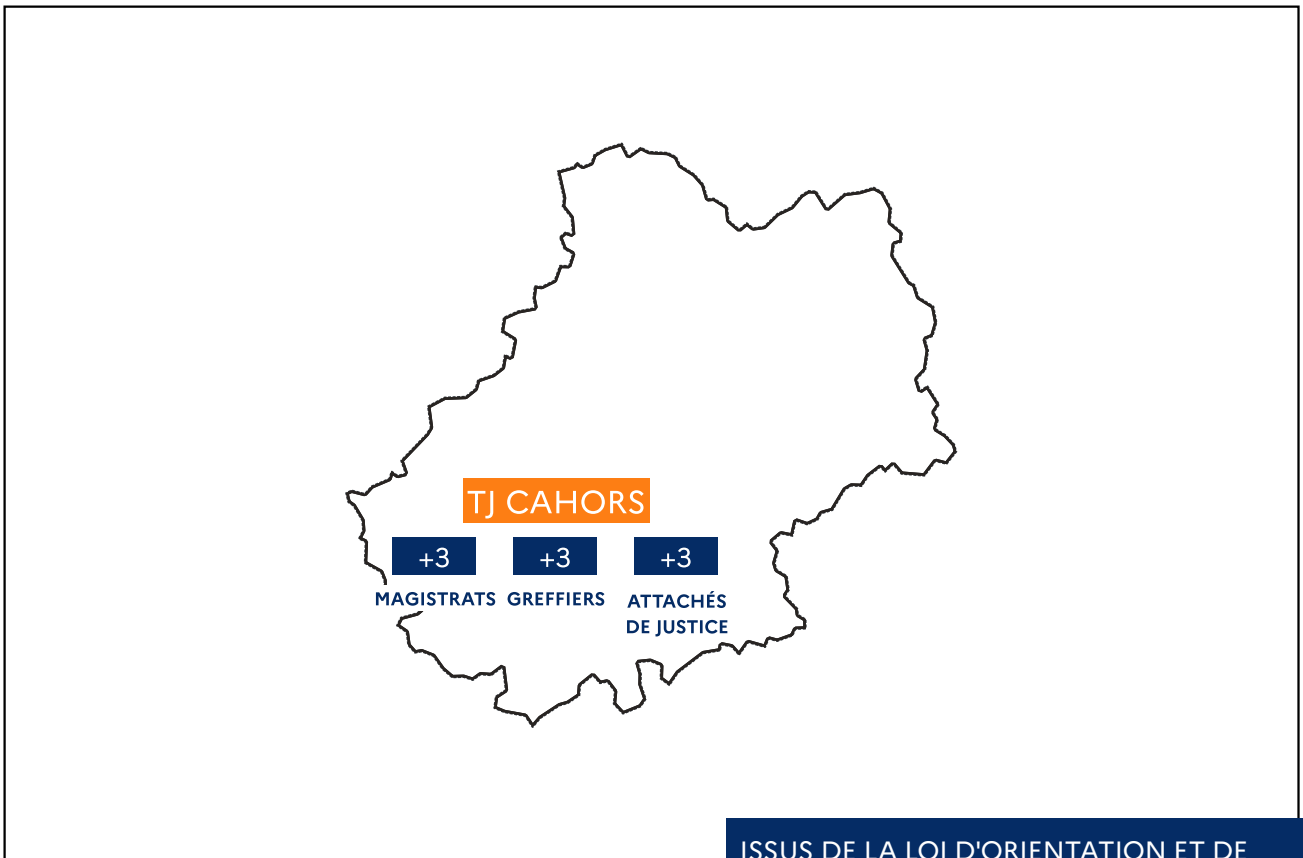 TJ CAHORS
+3 +3 +3
MAGISTRATS GREFFIERS ATTACHÉS
DE JUSTICE
ISSUS DE LA LOI D'ORIENTATION ET DE